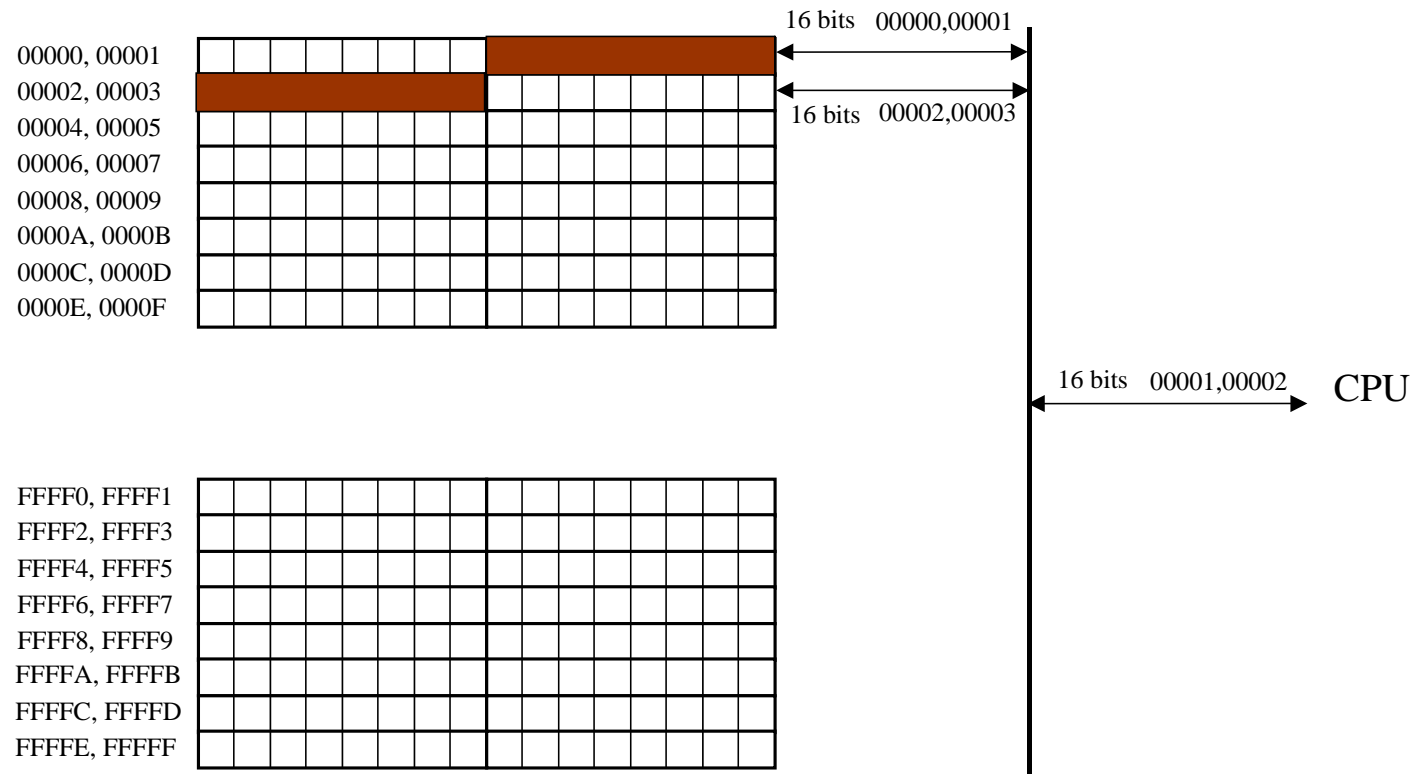 16 bits 00000,00001
00000, 00001
00002, 00003
16 bits 00002,00003
00004, 00005
00006, 00007
00008, 00009
0000A, 0000B
0000C, 0000D
0000E, 0000F
16 bits 00001,00002 CPU
FFFF0, FFFF1
FFFF2, FFFF3
FFFF4, FFFF5
FFFF6, FFFF7
FFFF8, FFFF9
FFFFA, FFFFB
FFFFC, FFFFD
FFFFE, FFFFF